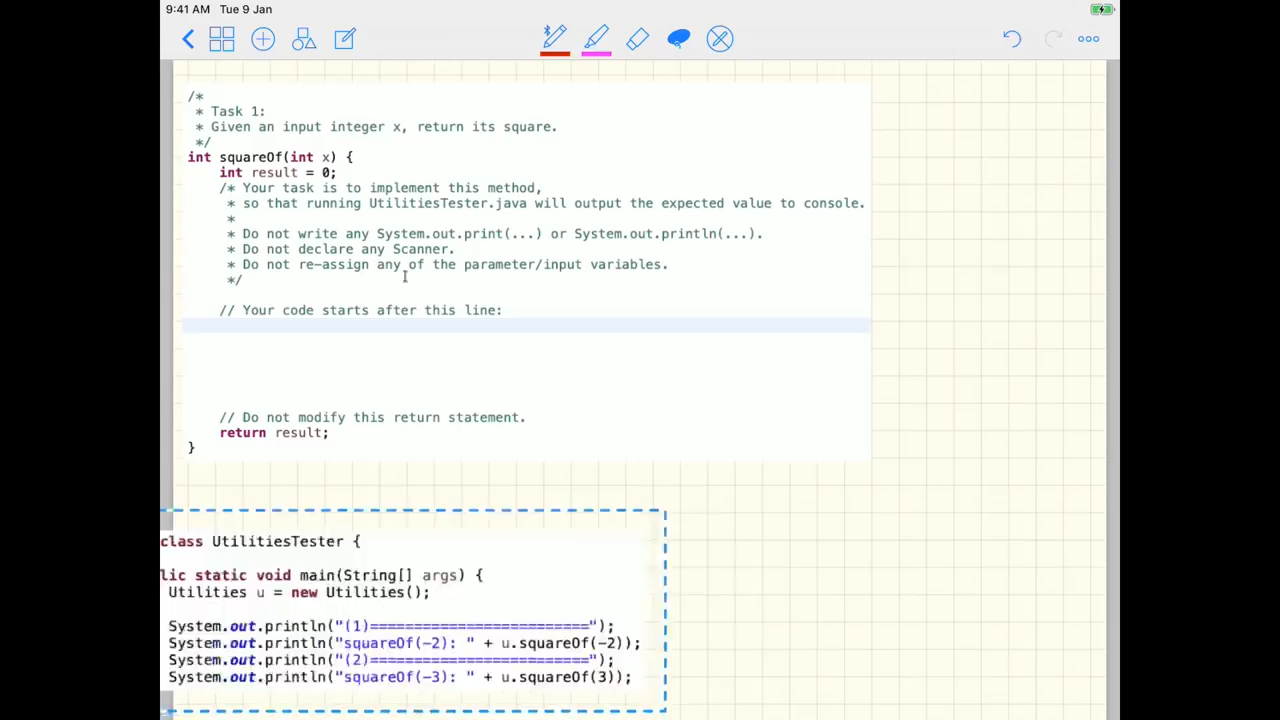 9:41 AM Tue 9 Jan
/*
* Task 1:
* Given an input integer x, return its square.
*/
int squareOf(int x) {
int result = 0;
/* Your task is to implement this method,
* so that running UtilitiesTester.java will output the expected value to console.
*
* Do not write any System.out.print(...) or System.out.println(...).
* Do not declare any Scanner.
* Do not re-assign any of the parameter/input variables.
*/
// Your code starts after this line:
// Do not modify this return statement.
return result;
}
class UtilitiesTester {
lic static void main(String[] args) {
Utilities u = new Utilities();
System.out.println("(1)=========================");
System.out.println("squareOf(-2): " + u.squareOf(-2));
System.out.println("(2)=========================");
System.out.println("squareOf(-3): " + u.squareOf(3));